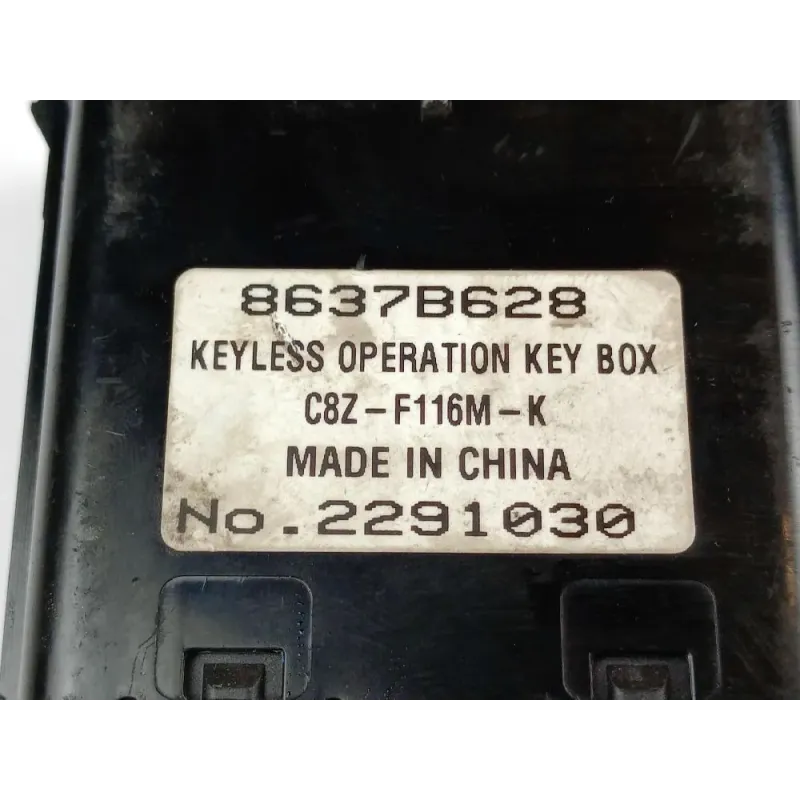 8637B628
KEYLESS OPERATION KEY BOX
C8Z-F116M-K
MADE IN CHINA
No.2291030